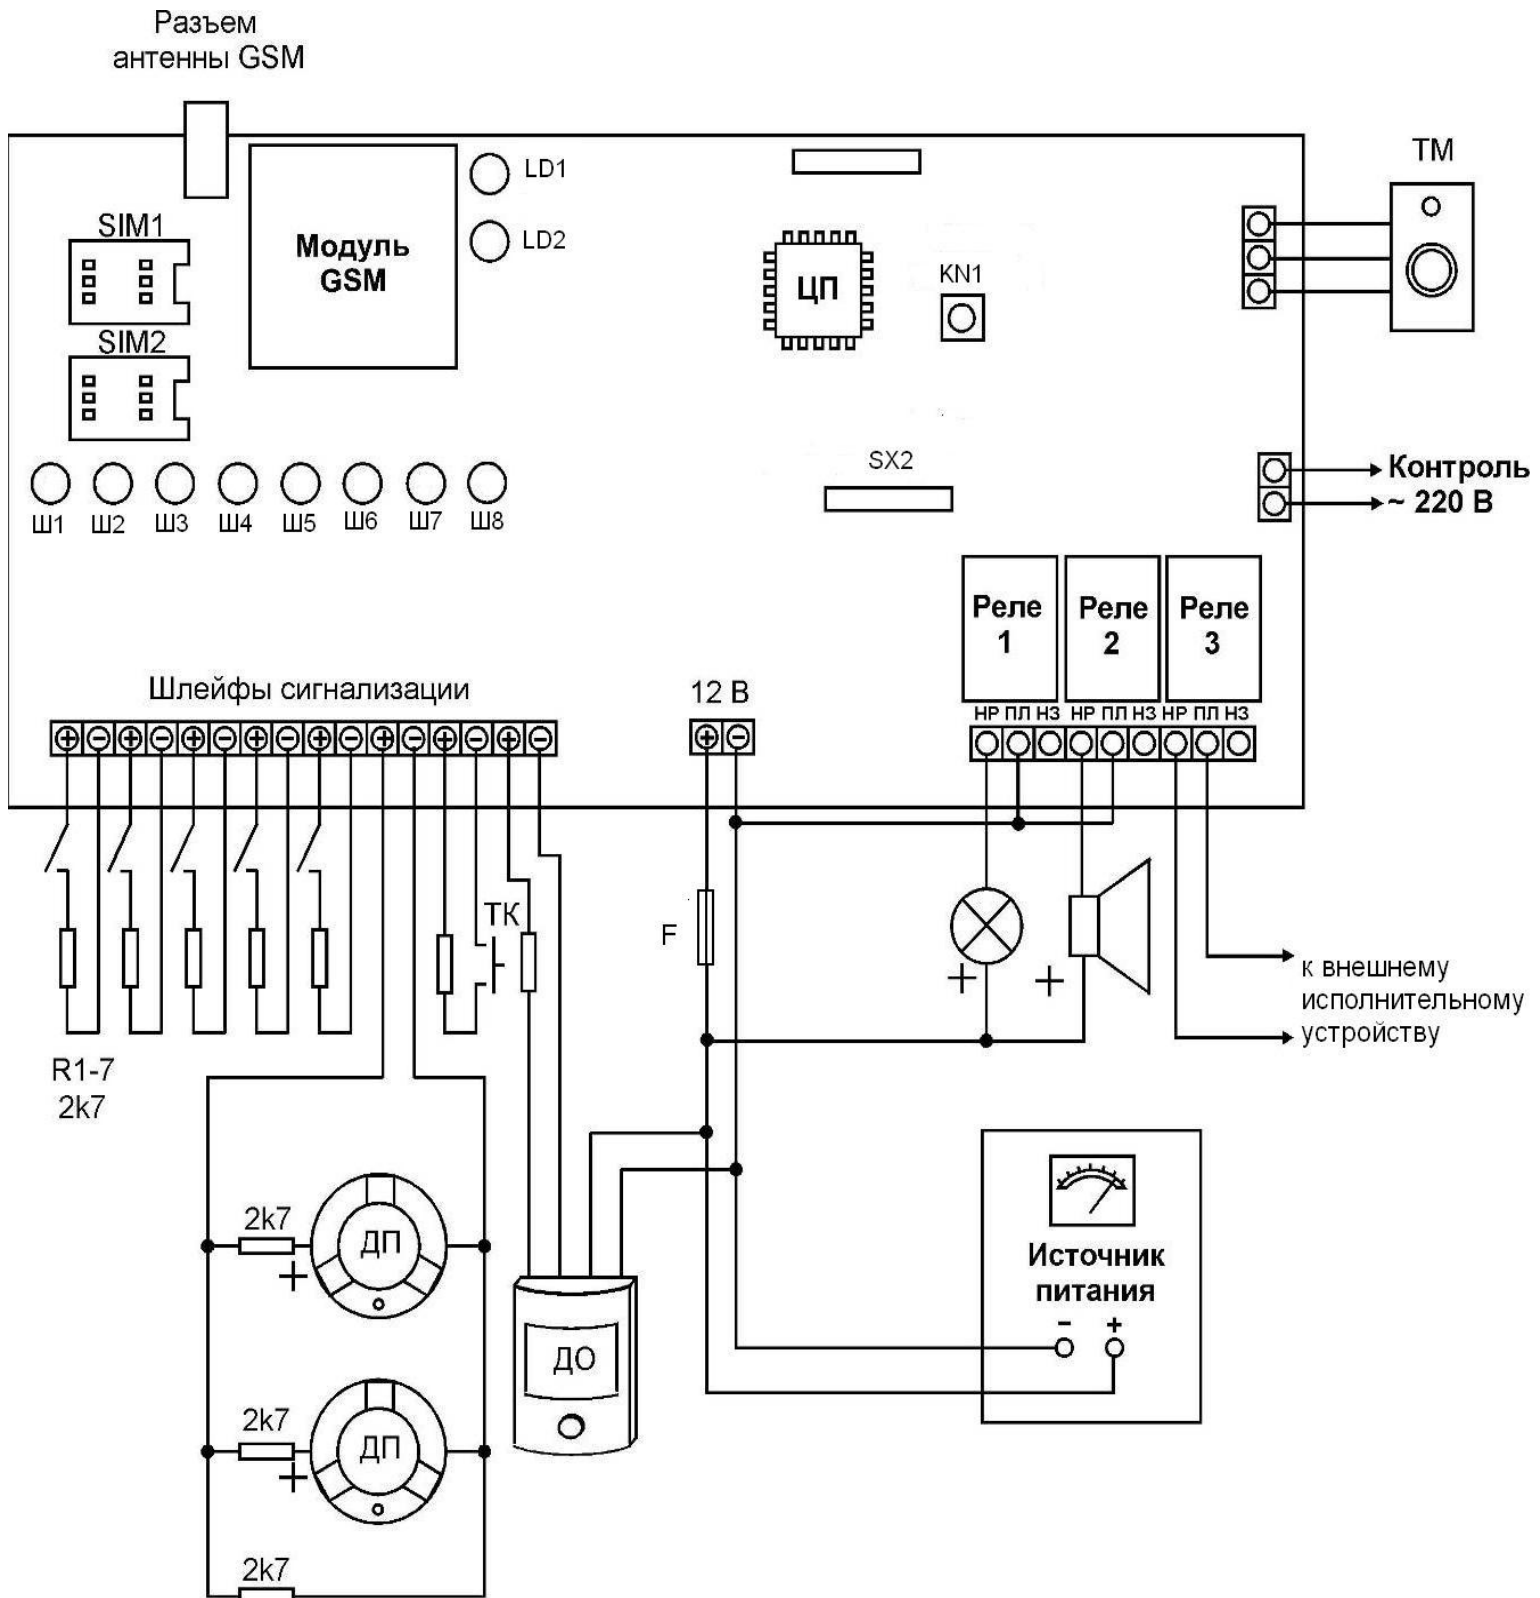 Разъем
антенны GSM
TM
SIM1
LD1
LD2
Модуль
GSM
ЦП
KN1
SIM2
SX2
Контроль
~ 220 В
Ш1 Ш2 Ш3 Ш4 Ш5 Ш6 Ш7 Ш8
Реле
1
Реле
2
Реле
3
Шлейфы сигнализации
12 В
НР ПЛ НЗ НР ПЛ НЗ НР ПЛ НЗ
+ - + - + - + - + - + - + - + -
+ -
ТК
F
+
+
к внешнему
исполнительному
устройству
R1-7
2k7
2k7
ДП
+
Источник
питания
- +
ДО
2k7
ДП
+
2k7